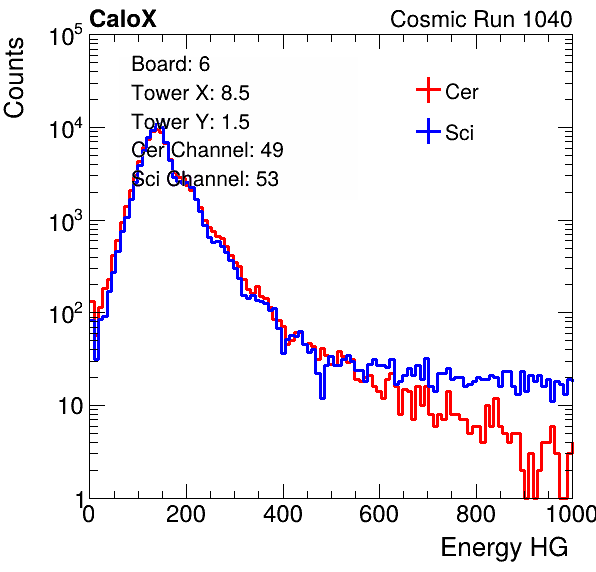 CaloX Cosmic Run 1040
Counts
10^5
10^4
10^3
10^2
10
1
Board: 6
Tower X: 8.5
Tower Y: 1.5
Cer Channel: 49
Sci Channel: 53
Cer
Sci
0 200 400 600 800 1000
Energy HG